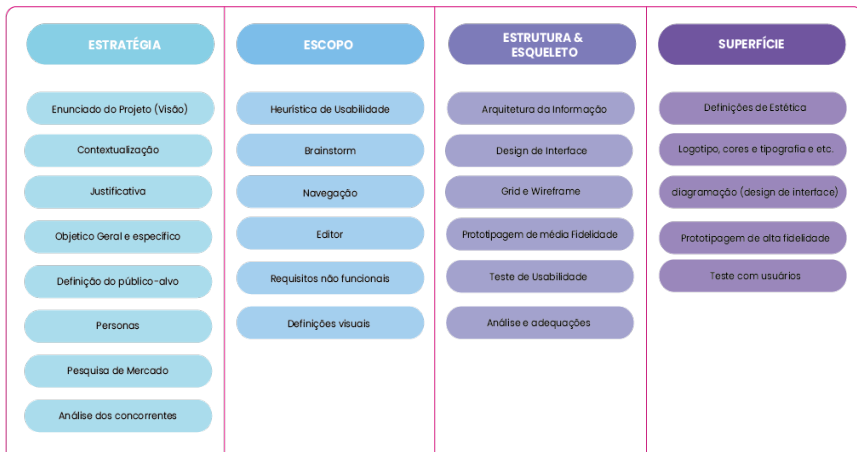 ESTRATÉGIA
Enunciado do Projeto (Visão)
Contextualização
Justificativa
Objetico Geral e específico
Definição do público-alvo
Personas
Pesquisa de Mercado
Análise dos concorrentes
ESCOPO
Heurística de Usabilidade
Brainstorm
Navegação
Editor
Requisitos não funcionais
Definições visuais
ESTRUTURA &
ESQUELETO
Arquitetura da Informação
Design de Interface
Grid e Wireframe
Prototipagem de média Fidelidade
Teste de Usabilidade
Análise e adequações
SUPERFÍCIE
Definições de Estética
Logotipo, cores e tipografia e etc.
diagramação (design de interface)
Prototipagem de alta fidelidade
Teste com usuários